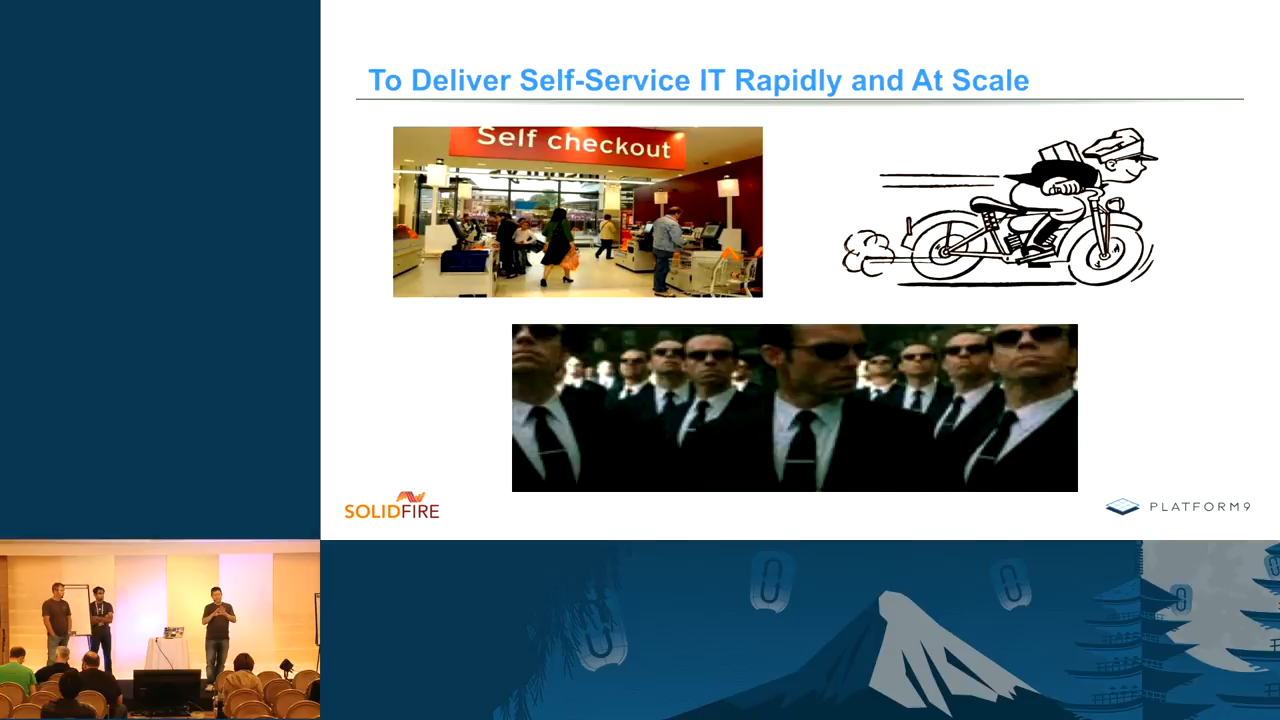 To Deliver Self-Service IT Rapidly and At Scale
Self checkout
SOLIDFIRE
PLATFORM9